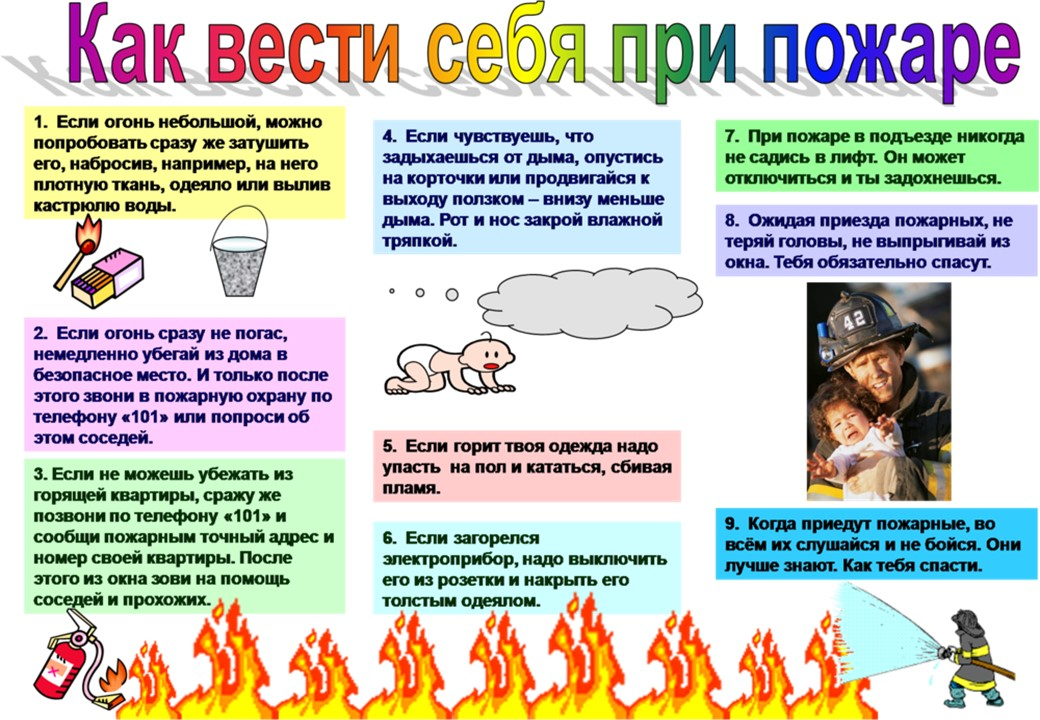 Как вести себя при пожаре
1. Если огонь небольшой, можно
попробовать сразу же затушить
его, набросив, например, на него
плотную ткань, одеяло или вылив
кастрюлю воды.
2. Если огонь сразу не погас,
немедленно убегай из дома в
безопасное место. И только после
этого звони в пожарную охрану по
телефону «101» или попроси об
этом соседей.
3. Если не можешь убежать из
горящей квартиры, сражу же
позвони по телефону «101» и
сообщи пожарным точный адрес и
номер своей квартиры. После
этого из окна зови на помощь
соседей и прохожих.
4. Если чувствуешь, что
задыхаешься от дыма, опустись
на корточки или продвигайся к
выходу ползком – внизу меньше
дыма. Рот и нос закрой влажной
тряпкой.
5. Если горит твоя одежда надо
упасть на пол и кататься, сбивая
пламя.
6. Если загорелся
электроприбор, надо выключить
его из розетки и накрыть его
толстым одеялом.
7. При пожаре в подъезде никогда
не садись в лифт. Он может
отключиться и ты задохнешься.
8. Ожидая приезда пожарных, не
теряй головы, не выпрыгивай из
окна. Тебя обязательно спасут.
42
9. Когда приедут пожарные, во
всём их слушайся и не бойся. Они
лучше знают. Как тебя спасти.